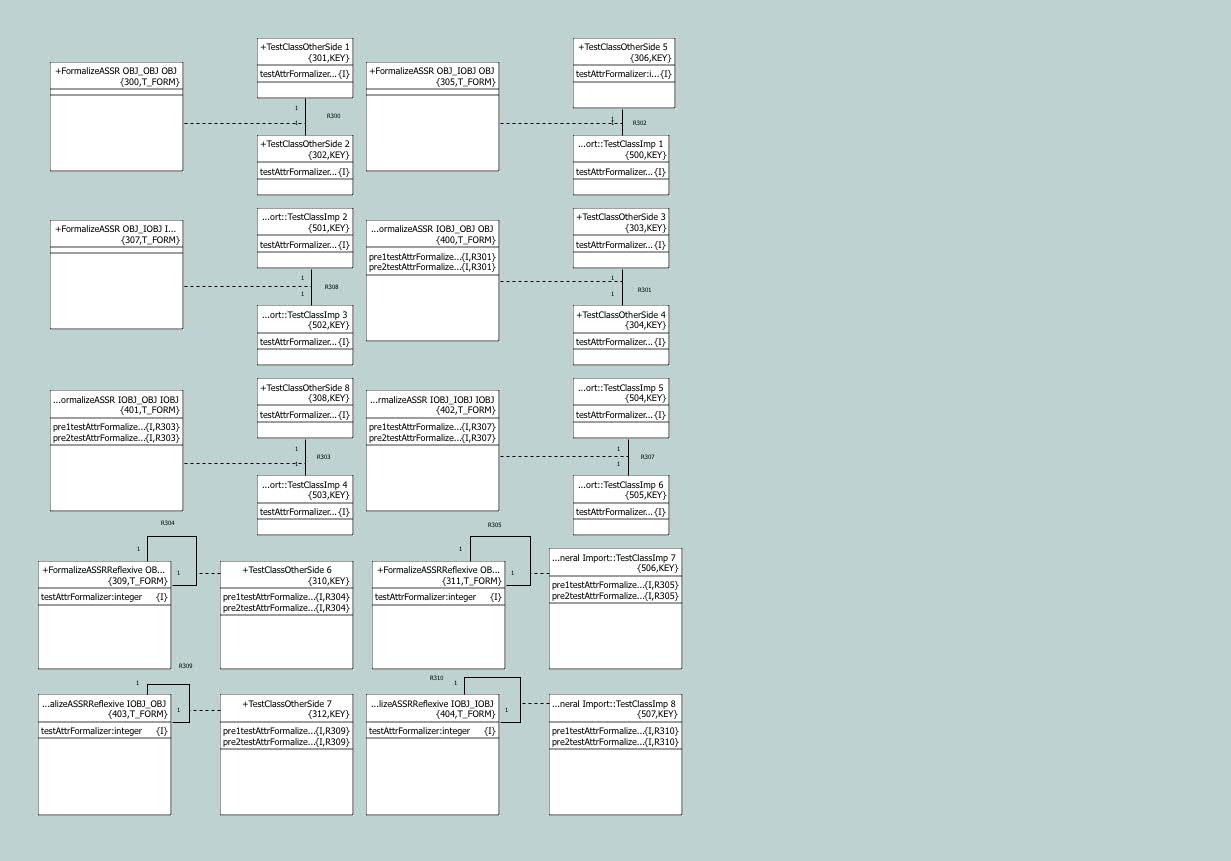 +TestClassOtherSide 1
{301,KEY}
testAttrFormalizer... {I}
+TestClassOtherSide 5
{306,KEY}
testAttrFormalizer:i... {I}
+FormalizeASSR OBJ_OBJ OBJ
{300,T_FORM}
+FormalizeASSR OBJ_IOBJ OBJ
{305,T_FORM}
1
R300
1
1
R302
1
+TestClassOtherSide 2
{302,KEY}
testAttrFormalizer... {I}
...ort::TestClassImp 1
{500,KEY}
testAttrFormalizer... {I}
+FormalizeASSR OBJ_IOBJ I...
{307,T_FORM}
...ort::TestClassImp 2
{501,KEY}
testAttrFormalizer... {I}
...ormalizeASSR IOBJ_OBJ OBJ
{400,T_FORM}
pre1testAttrFormalize...{I,R301}
pre2testAttrFormalize...{I,R301}
+TestClassOtherSide 3
{303,KEY}
testAttrFormalizer... {I}
1
R308
1
1
R301
1
...ort::TestClassImp 3
{502,KEY}
testAttrFormalizer... {I}
+TestClassOtherSide 4
{304,KEY}
testAttrFormalizer... {I}
...ormalizeASSR IOBJ_OBJ IOBJ
{401,T_FORM}
pre1testAttrFormalize...{I,R303}
pre2testAttrFormalize...{I,R303}
+TestClassOtherSide 8
{308,KEY}
testAttrFormalizer... {I}
...rmalizeASSR IOBJ_IOBJ IOBJ
{402,T_FORM}
pre1testAttrFormalize...{I,R307}
pre2testAttrFormalize...{I,R307}
...ort::TestClassImp 5
{504,KEY}
testAttrFormalizer... {I}
1
R303
1
1
R307
1
...ort::TestClassImp 4
{503,KEY}
testAttrFormalizer... {I}
...ort::TestClassImp 6
{505,KEY}
testAttrFormalizer... {I}
R304
1
1
R305
1
1
+FormalizeASSRReflexive OB...
{309,T_FORM}
testAttrFormalizer:integer {I}
+TestClassOtherSide 6
{310,KEY}
pre1testAttrFormalize...{I,R304}
pre2testAttrFormalize...{I,R304}
+FormalizeASSRReflexive OB...
{311,T_FORM}
testAttrFormalizer:integer {I}
...neral Import::TestClassImp 7
{506,KEY}
pre1testAttrFormalize...{I,R305}
pre2testAttrFormalize...{I,R305}
R309
1
1
R310
1
1
...alizeASSRReflexive IOBJ_OBJ
{403,T_FORM}
testAttrFormalizer:integer {I}
+TestClassOtherSide 7
{312,KEY}
pre1testAttrFormalize...{I,R309}
pre2testAttrFormalize...{I,R309}
...lizeASSRReflexive IOBJ_IOBJ
{404,T_FORM}
testAttrFormalizer:integer {I}
...neral Import::TestClassImp 8
{507,KEY}
pre1testAttrFormalize...{I,R310}
pre2testAttrFormalize...{I,R310}